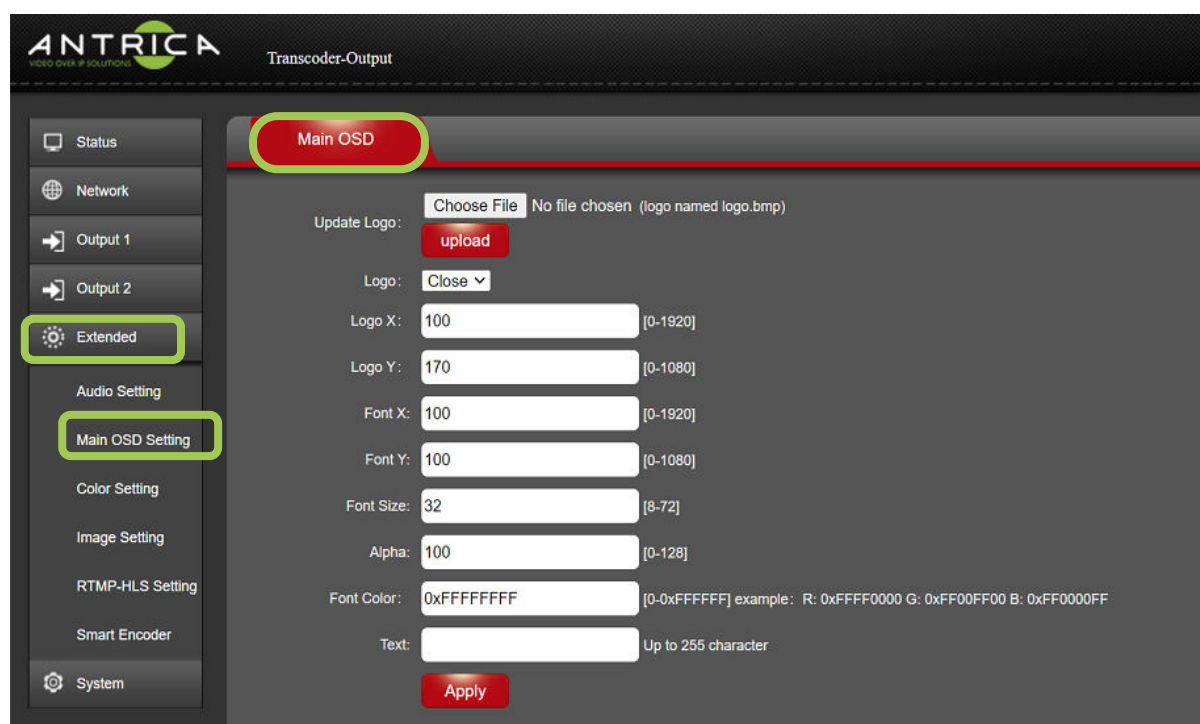 ANTRICA
VIDEO OVER IP SOLUTIONS
Transcoder-Output
Status
Network
Output 1
Output 2
Extended
Audio Setting
Main OSD Setting
Color Setting
Image Setting
RTMP-HLS Setting
Smart Encoder
System
Main OSD
Update Logo: Choose File No file chosen (logo named logo.bmp)
upload
Logo: Close
Logo X: 100 [0-1920]
Logo Y: 170 [0-1080]
Font X: 100 [0-1920]
Font Y: 100 [0-1080]
Font Size: 32 [8-72]
Alpha: 100 [0-128]
Font Color: 0xFFFFFFFF [0-0xFFFFFF] example: R: 0xFFFF0000 G: 0xFF00FF00 B: 0xFF0000FF
Text: Up to 255 character
Apply